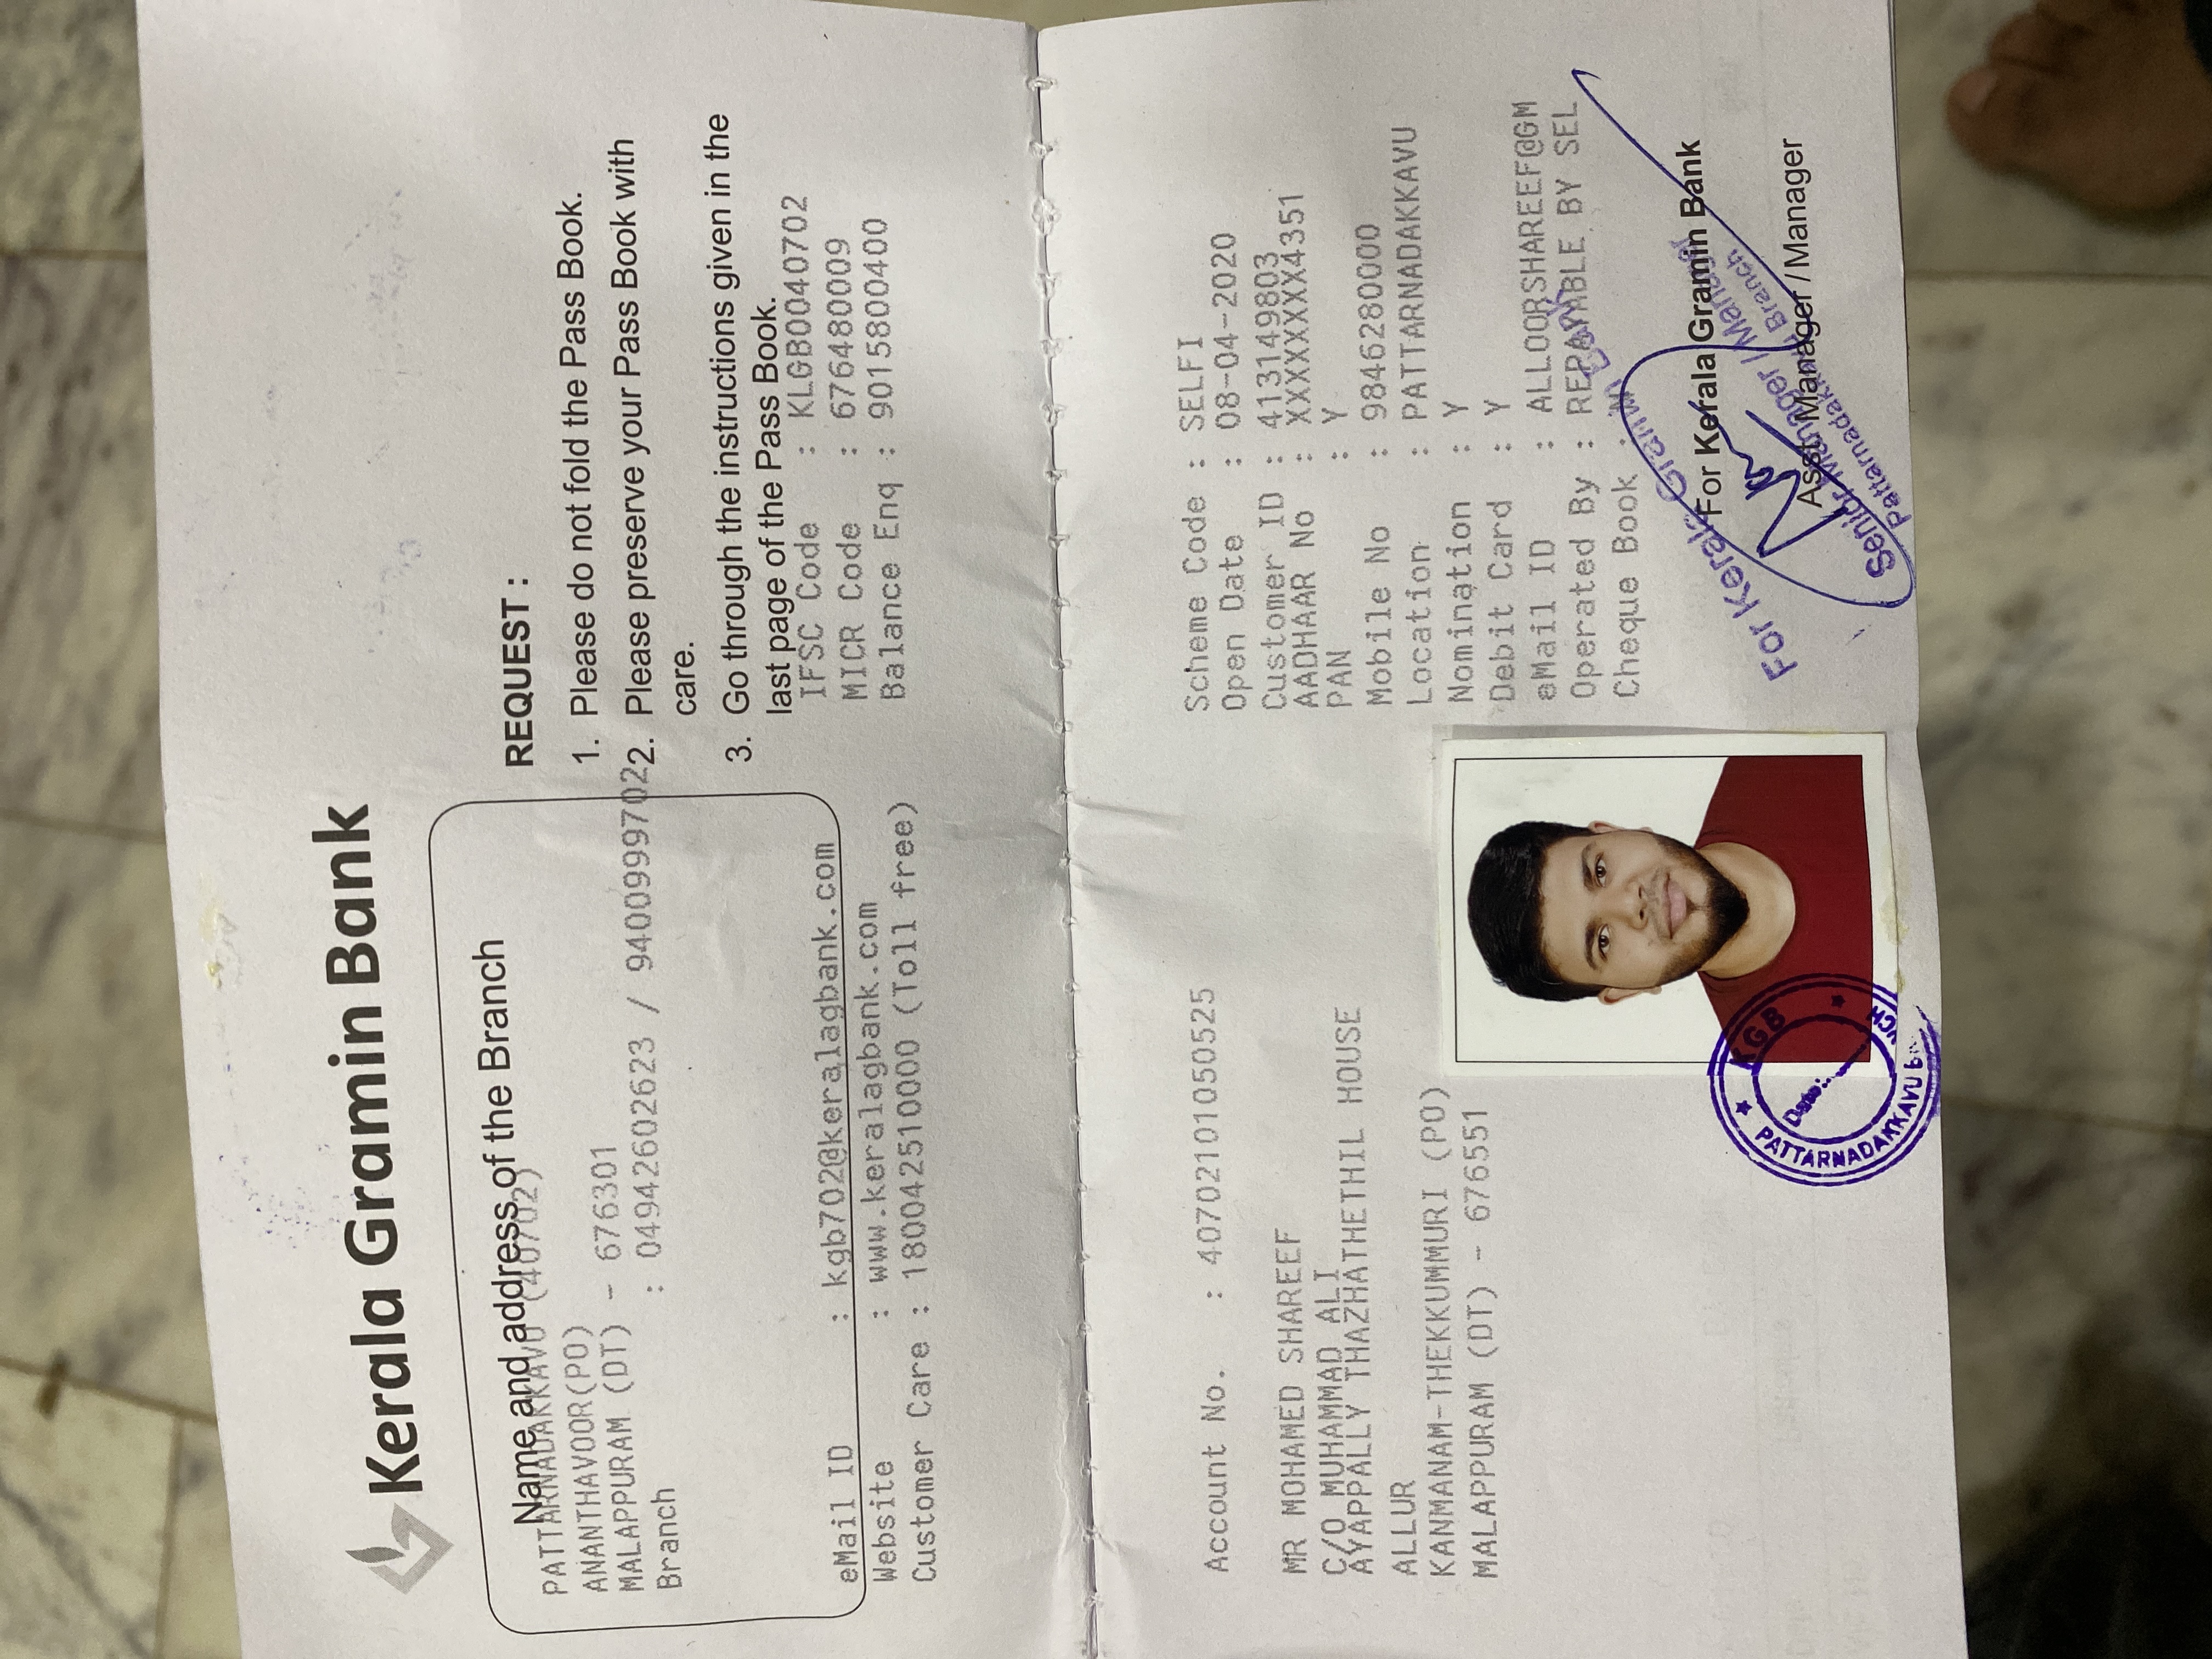 Kerala Gramin Bank
Name and address of the Branch
PATTARNADAKKAVU (40702)
ANANTHAVOOR(PO)
MALAPPURAM (DT) - 676301
Branch : 04942602623 / 9400999702
eMail ID : kgb702@keralagbank.com
Website : www.keralagbank.com
Customer Care : 180042510000 (Toll free)
REQUEST :
1. Please do not fold the Pass Book.
2. Please preserve your Pass Book with
care.
3. Go through the instructions given in the
last page of the Pass Book.
IFSC Code : KLGB0040702
MICR Code : 676480009
Balance Enq : 9015800400
Account No. : 40702101050525
MR MOHAMED SHAREEF
C/O MUHAMMAD ALI
AYAPPALLY THAZHATHETHIL HOUSE
ALLUR
KANMANAM-THEKKUMMURI (PO)
MALAPPURAM (DT) - 676551
Scheme Code : SELFI
Open Date : 08-04-2020
Customer ID : 413149803
AADHAAR No : XXXXXXXX4351
PAN : Y
Mobile No : 9846280000
Location : PATTARNADAKKAVU
Nomination : Y
Debit Card : Y
eMail ID : ALLOORSHAREEF@GM
Operated By : REPAYABLE BY SEL
Cheque Book :
For Kerala Gramin Bank
Asst. Manager / Manager
For Kerala Gramin Bank
Senior Manager / Manager
Pattarnadakkavu Branch
KGB
PATTARNADAKKAVU
Date: